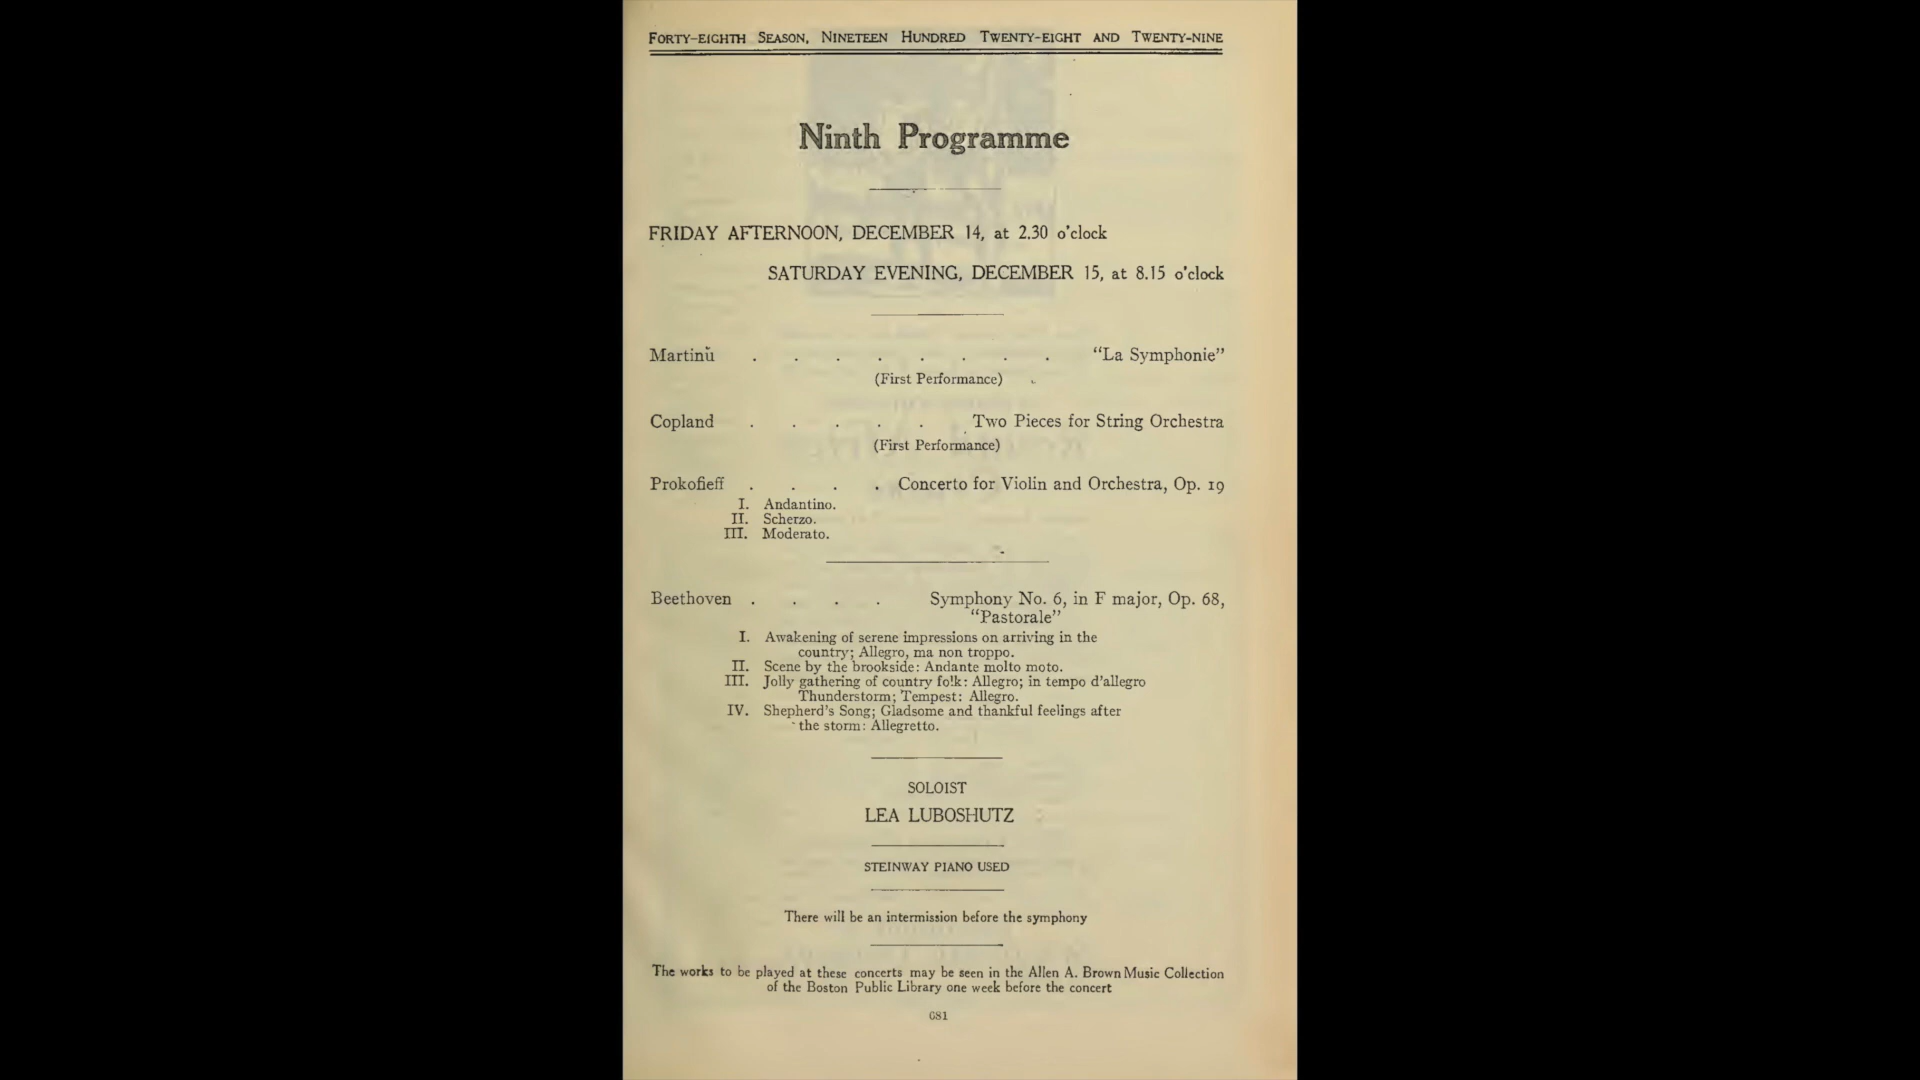 FORTY-EIGHTH SEASON, NINETEEN HUNDRED TWENTY-EIGHT AND TWENTY-NINE
Ninth Programme
FRIDAY AFTERNOON, DECEMBER 14, at 2.30 o'clock
SATURDAY EVENING, DECEMBER 15, at 8.15 o'clock
Martinů . . . . . . . . "La Symphonie"
(First Performance)
Copland . . . . . Two Pieces for String Orchestra
(First Performance)
Prokofieff . . . . Concerto for Violin and Orchestra, Op. 19
I. Andantino.
II. Scherzo.
III. Moderato.
Beethoven . . . . Symphony No. 6, in F major, Op. 68,
"Pastorale"
I. Awakening of serene impressions on arriving in the
country; Allegro, ma non troppo.
II. Scene by the brookside: Andante molto moto.
III. Jolly gathering of country folk: Allegro; in tempo d'allegro
Thunderstorm; Tempest: Allegro.
IV. Shepherd's Song; Gladsome and thankful feelings after
the storm: Allegretto.
SOLOIST
LEA LUBOSHUTZ
STEINWAY PIANO USED
There will be an intermission before the symphony
The works to be played at these concerts may be seen in the Allen A. Brown Music Collection
of the Boston Public Library one week before the concert
681